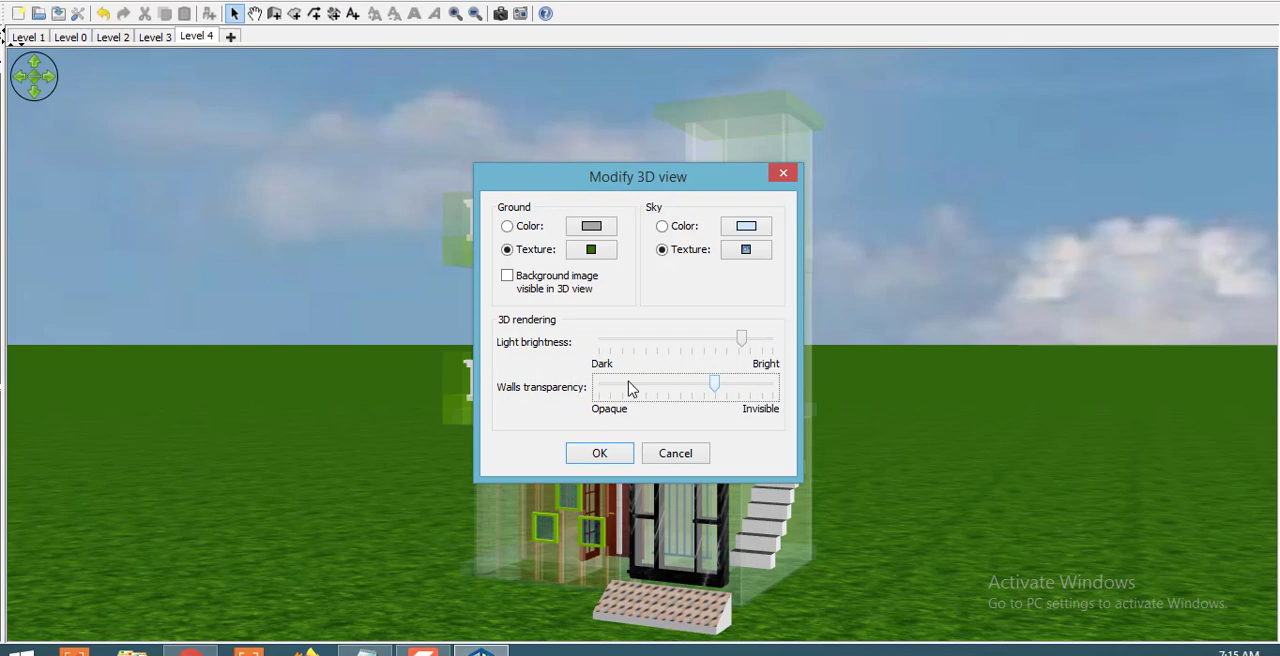 Level 1 Level 0 Level 2 Level 3 Level 4
Modify 3D view
Ground
Color:
Texture:
Background image
visible in 3D view
Sky
Color:
Texture:
3D rendering
Light brightness:
Dark Bright
Walls transparency:
Opaque Invisible
OK Cancel
Activate Windows
Go to PC settings to activate Windows.
7:15 AM